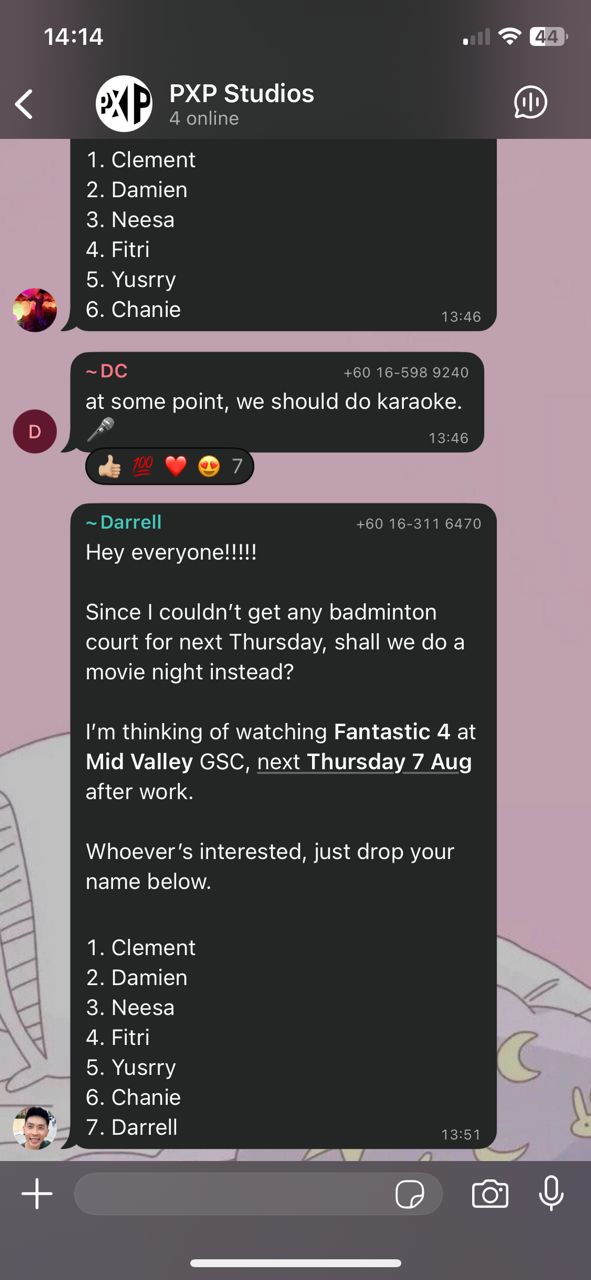 14:14
44
PXP
PXP Studios
4 online
1. Clement
2. Damien
3. Neesa
4. Fitri
5. Yusrry
6. Chanie
13:46
~DC +60 16-598 9240
D
at some point, we should do karaoke.
🎤
13:46
👍🏼 💯 ❤️ 😍 7
~Darrell +60 16-311 6470
Hey everyone!!!!!
Since I couldn’t get any badminton
court for next Thursday, shall we do a
movie night instead?
I’m thinking of watching Fantastic 4 at
Mid Valley GSC, next Thursday 7 Aug
after work.
Whoever’s interested, just drop your
name below.
1. Clement
2. Damien
3. Neesa
4. Fitri
5. Yusrry
6. Chanie
7. Darrell
13:51